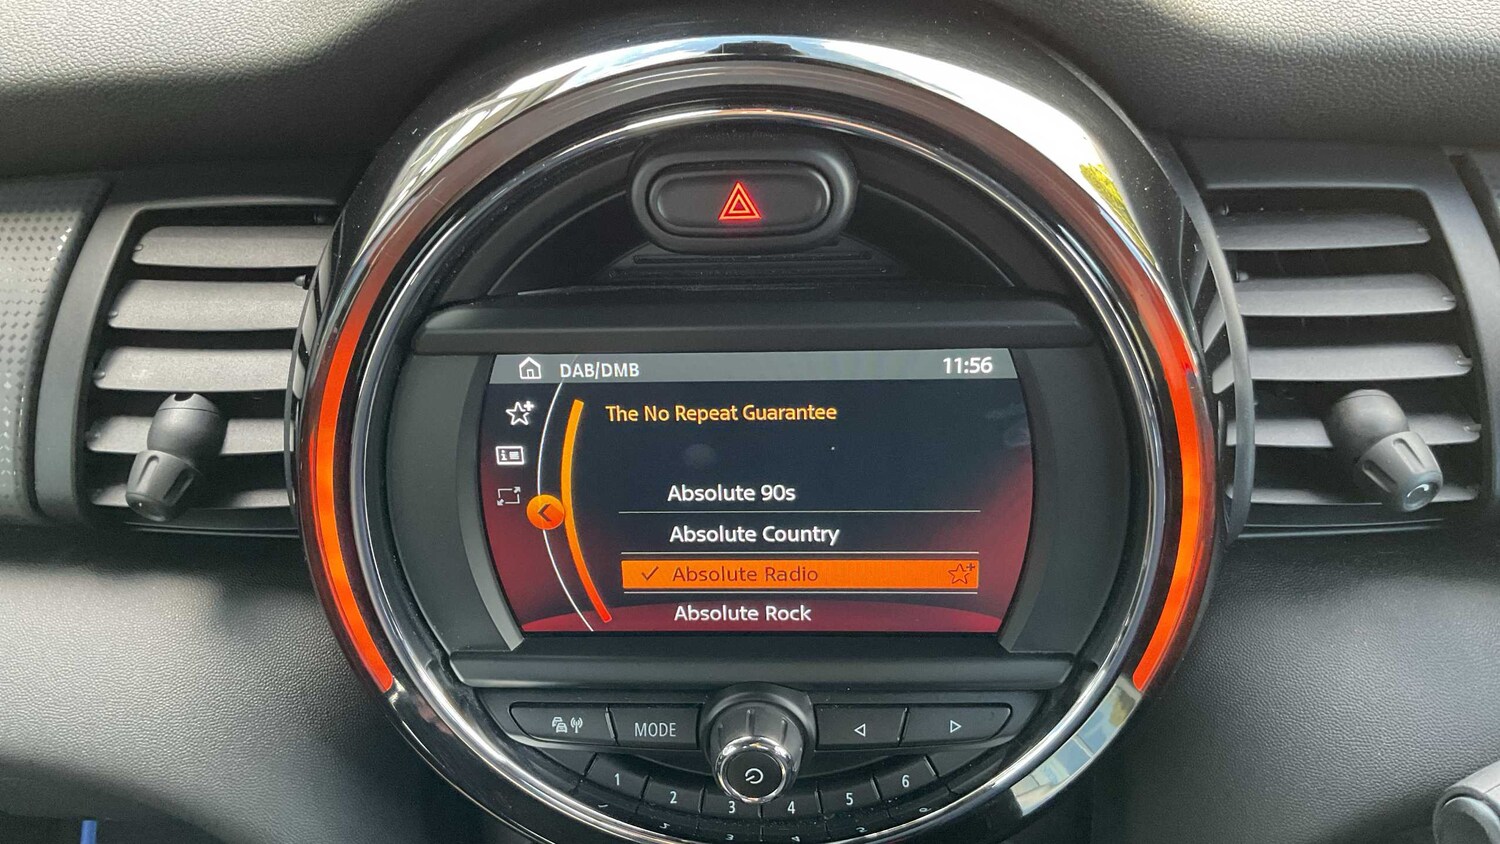 DAB/DMB 11:56
The No Repeat Guarantee
Absolute 90s
Absolute Country
Absolute Radio
Absolute Rock
MODE
1 2 3 4 5 6